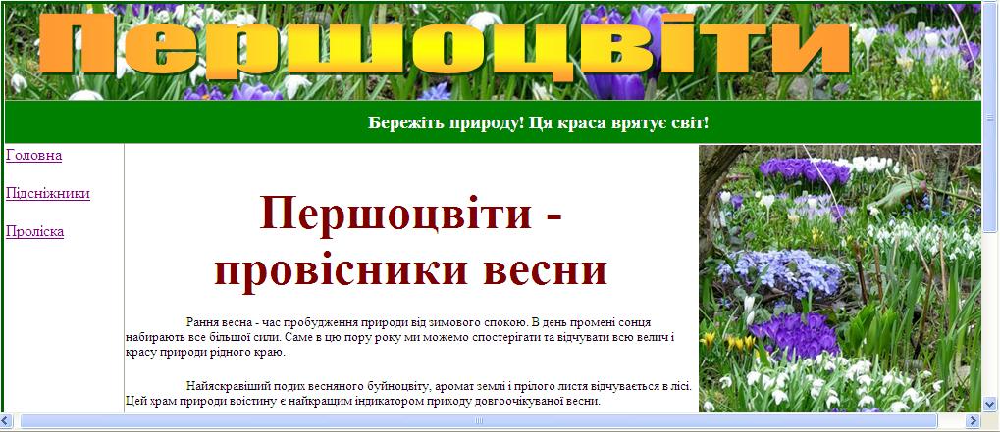 Першоцвіти
Бережіть природу! Ця краса врятує світ!
Головна
Підсніжники
Проліска
Першоцвіти -
провісники весни
Рання весна - час пробудження природи від зимового спокою. В день промені сонця
набирають все більшої сили. Саме в цю пору року ми можемо спостерігати та відчувати всю велич і
красу природи рідного краю.
Найяскравіший подих весняного буйноцвіту, аромат землі і прілого листя відчувається в лісі.
Цей храм природи воістину є найкращим індикатором приходу довгоочікуваної весни.